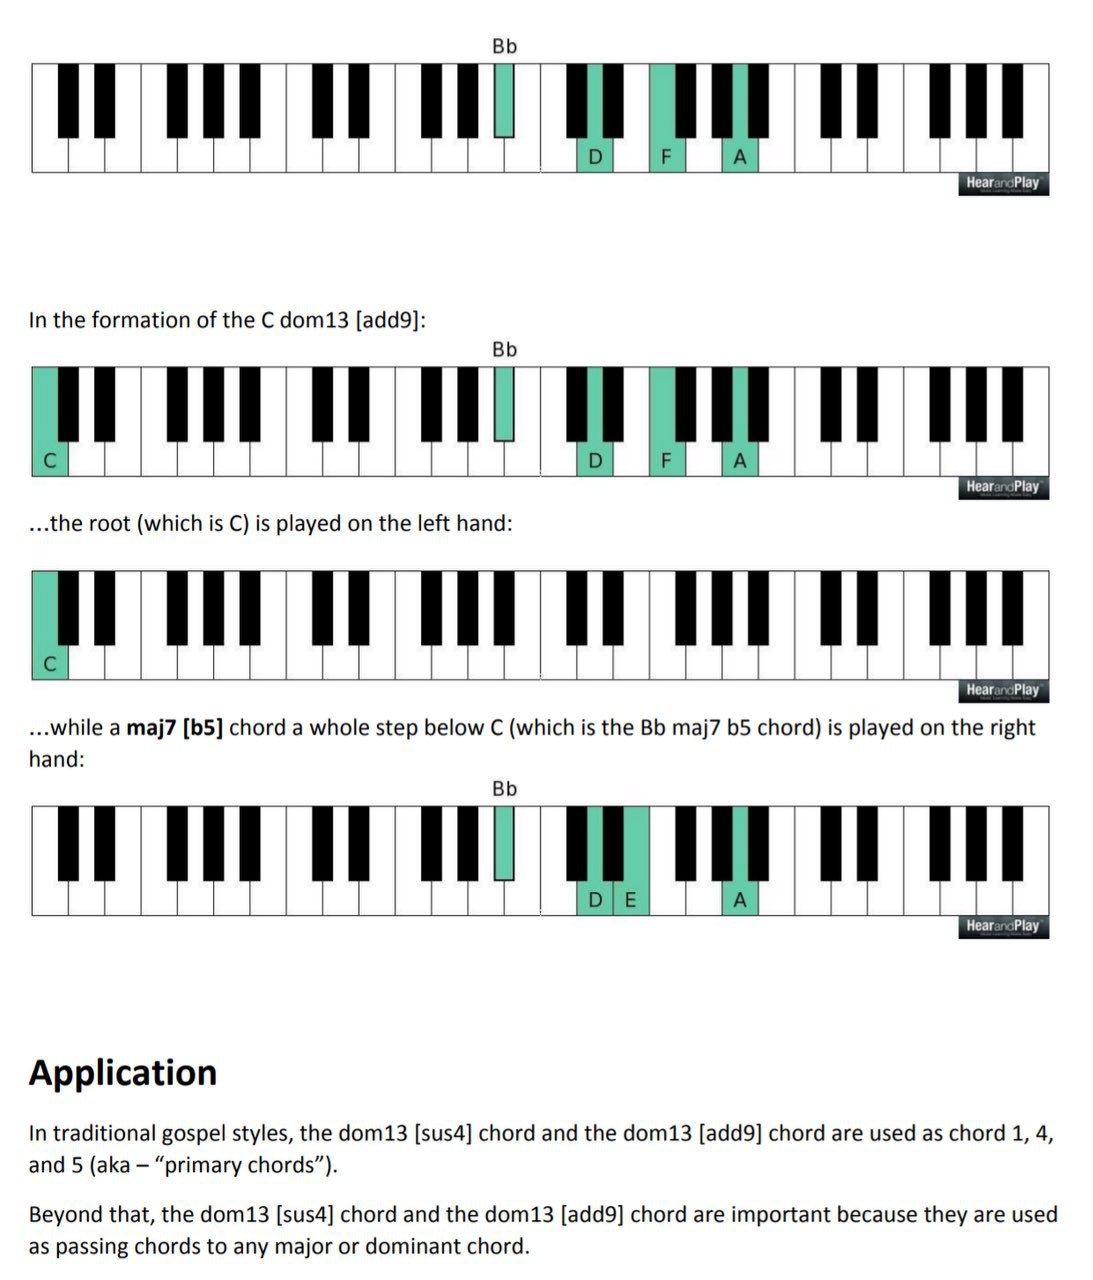 Bb
D F A
HearandPlay
In the formation of the C dom13 [add9]:
Bb
C D F A
HearandPlay
...the root (which is C) is played on the left hand:
C
HearandPlay
...while a maj7 [b5] chord a whole step below C (which is the Bb maj7 b5 chord) is played on the right
hand:
Bb
D E A
HearandPlay
Application
In traditional gospel styles, the dom13 [sus4] chord and the dom13 [add9] chord are used as chord 1, 4,
and 5 (aka – “primary chords”).
Beyond that, the dom13 [sus4] chord and the dom13 [add9] chord are important because they are used
as passing chords to any major or dominant chord.